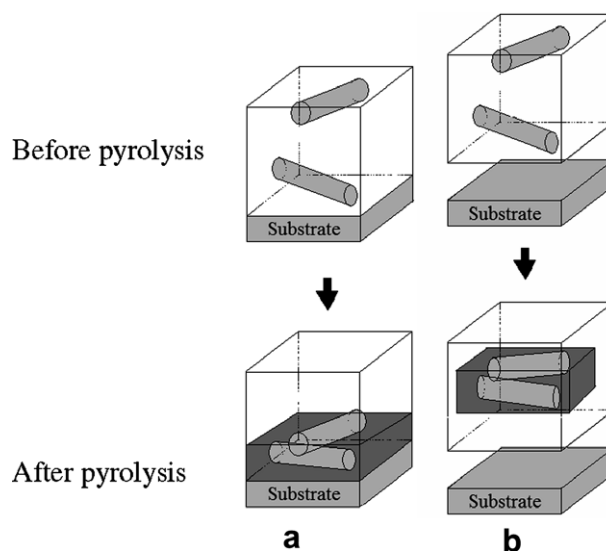 Before pyrolysis
Substrate
Substrate
After pyrolysis
Substrate
Substrate
a
b